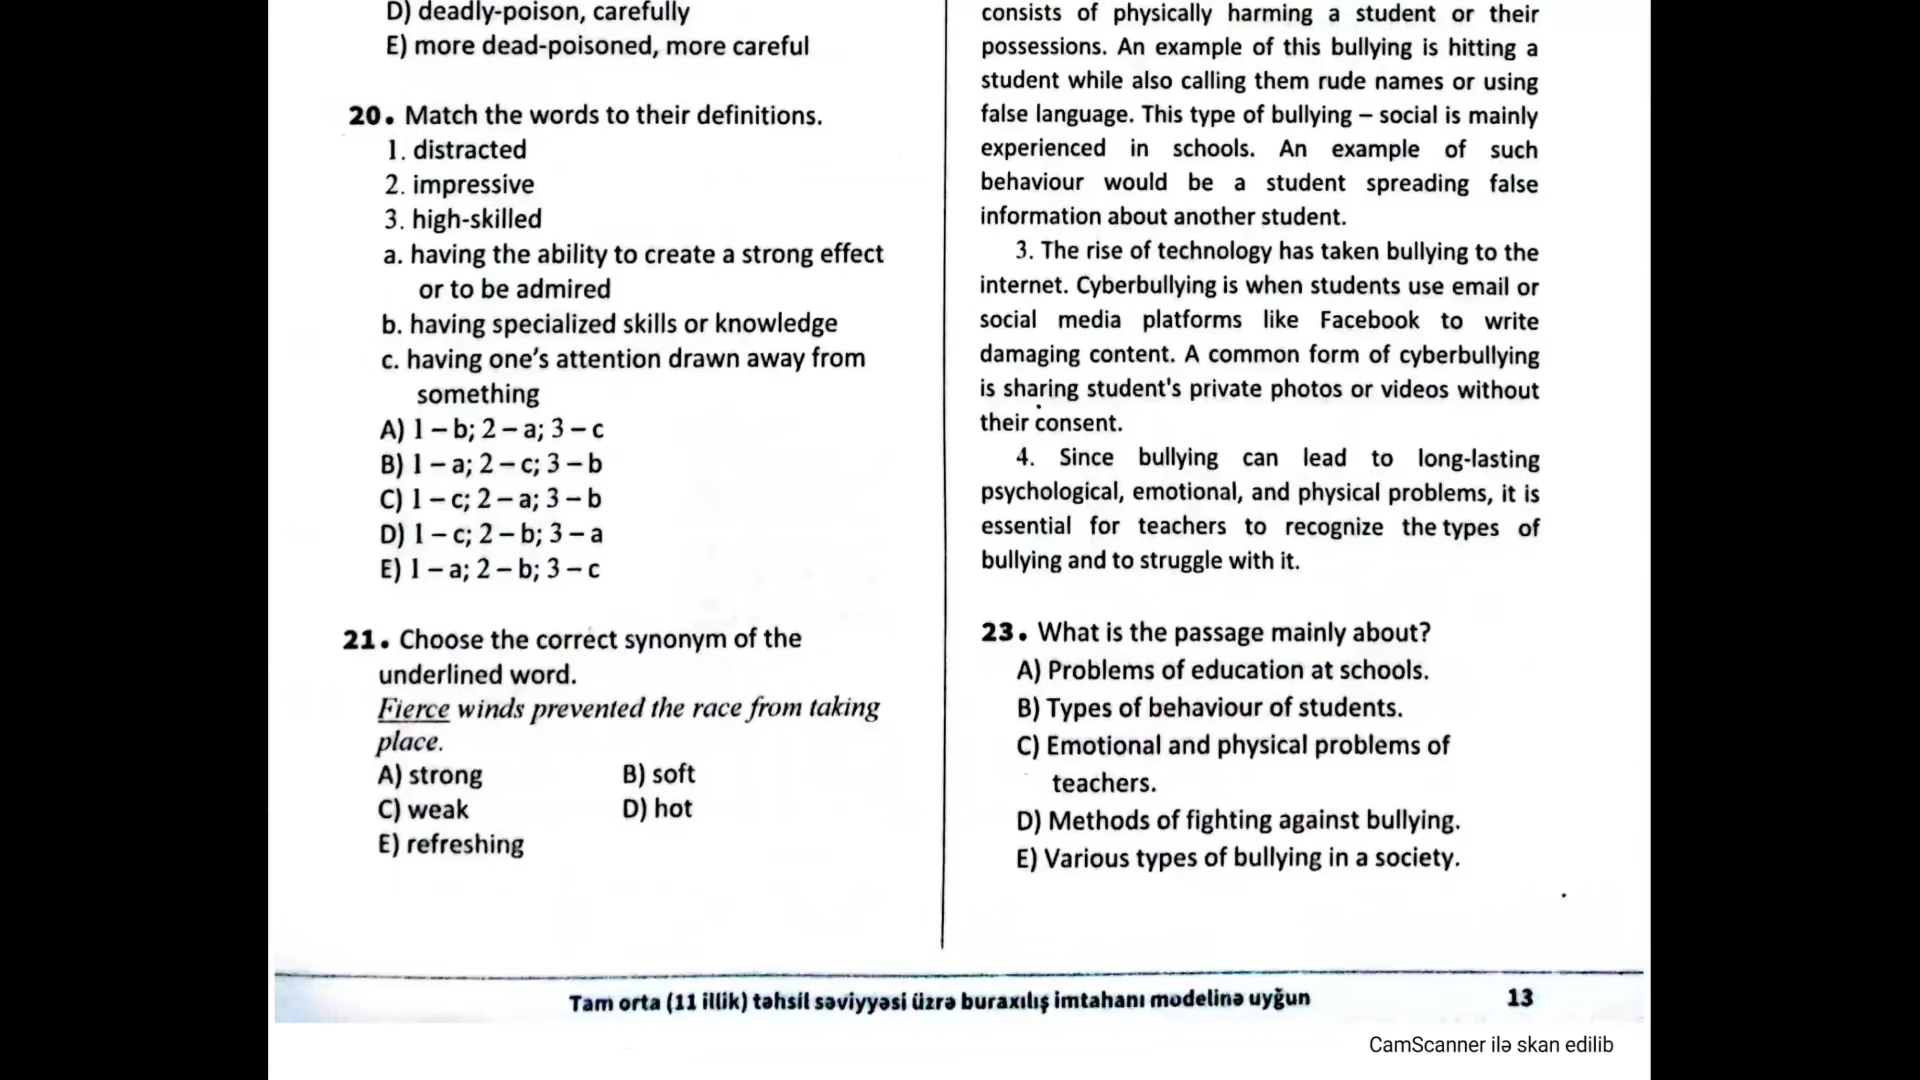 D) deadly-poison, carefully
E) more dead-poisoned, more careful
20. Match the words to their definitions.
1. distracted
2. impressive
3. high-skilled
a. having the ability to create a strong effect
or to be admired
b. having specialized skills or knowledge
c. having one's attention drawn away from
something
A) 1 – b; 2 – a; 3 – c
B) 1 – a; 2 – c; 3 – b
C) 1 – c; 2 – a; 3 – b
D) 1 – c; 2 – b; 3 – a
E) 1 – a; 2 – b; 3 – c
21. Choose the correct synonym of the
underlined word.
Fierce winds prevented the race from taking
place.
A) strong B) soft
C) weak D) hot
E) refreshing
consists of physically harming a student or their
possessions. An example of this bullying is hitting a
student while also calling them rude names or using
false language. This type of bullying – social is mainly
experienced in schools. An example of such
behaviour would be a student spreading false
information about another student.
3. The rise of technology has taken bullying to the
internet. Cyberbullying is when students use email or
social media platforms like Facebook to write
damaging content. A common form of cyberbullying
is sharing student's private photos or videos without
their consent.
4. Since bullying can lead to long-lasting
psychological, emotional, and physical problems, it is
essential for teachers to recognize the types of
bullying and to struggle with it.
23. What is the passage mainly about?
A) Problems of education at schools.
B) Types of behaviour of students.
C) Emotional and physical problems of
teachers.
D) Methods of fighting against bullying.
E) Various types of bullying in a society.
Tam orta (11 illik) təhsil səviyyəsi üzrə buraxılış imtahanı modelinə uyğun 13
CamScanner ilə skan edilib